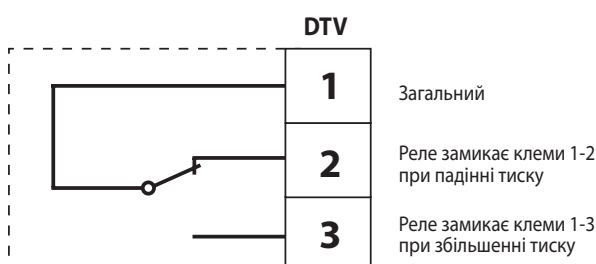 DTV
1
Загальний
2
Реле замикає клеми 1-2
при падінні тиску
3
Реле замикає клеми 1-3
при збільшенні тиску